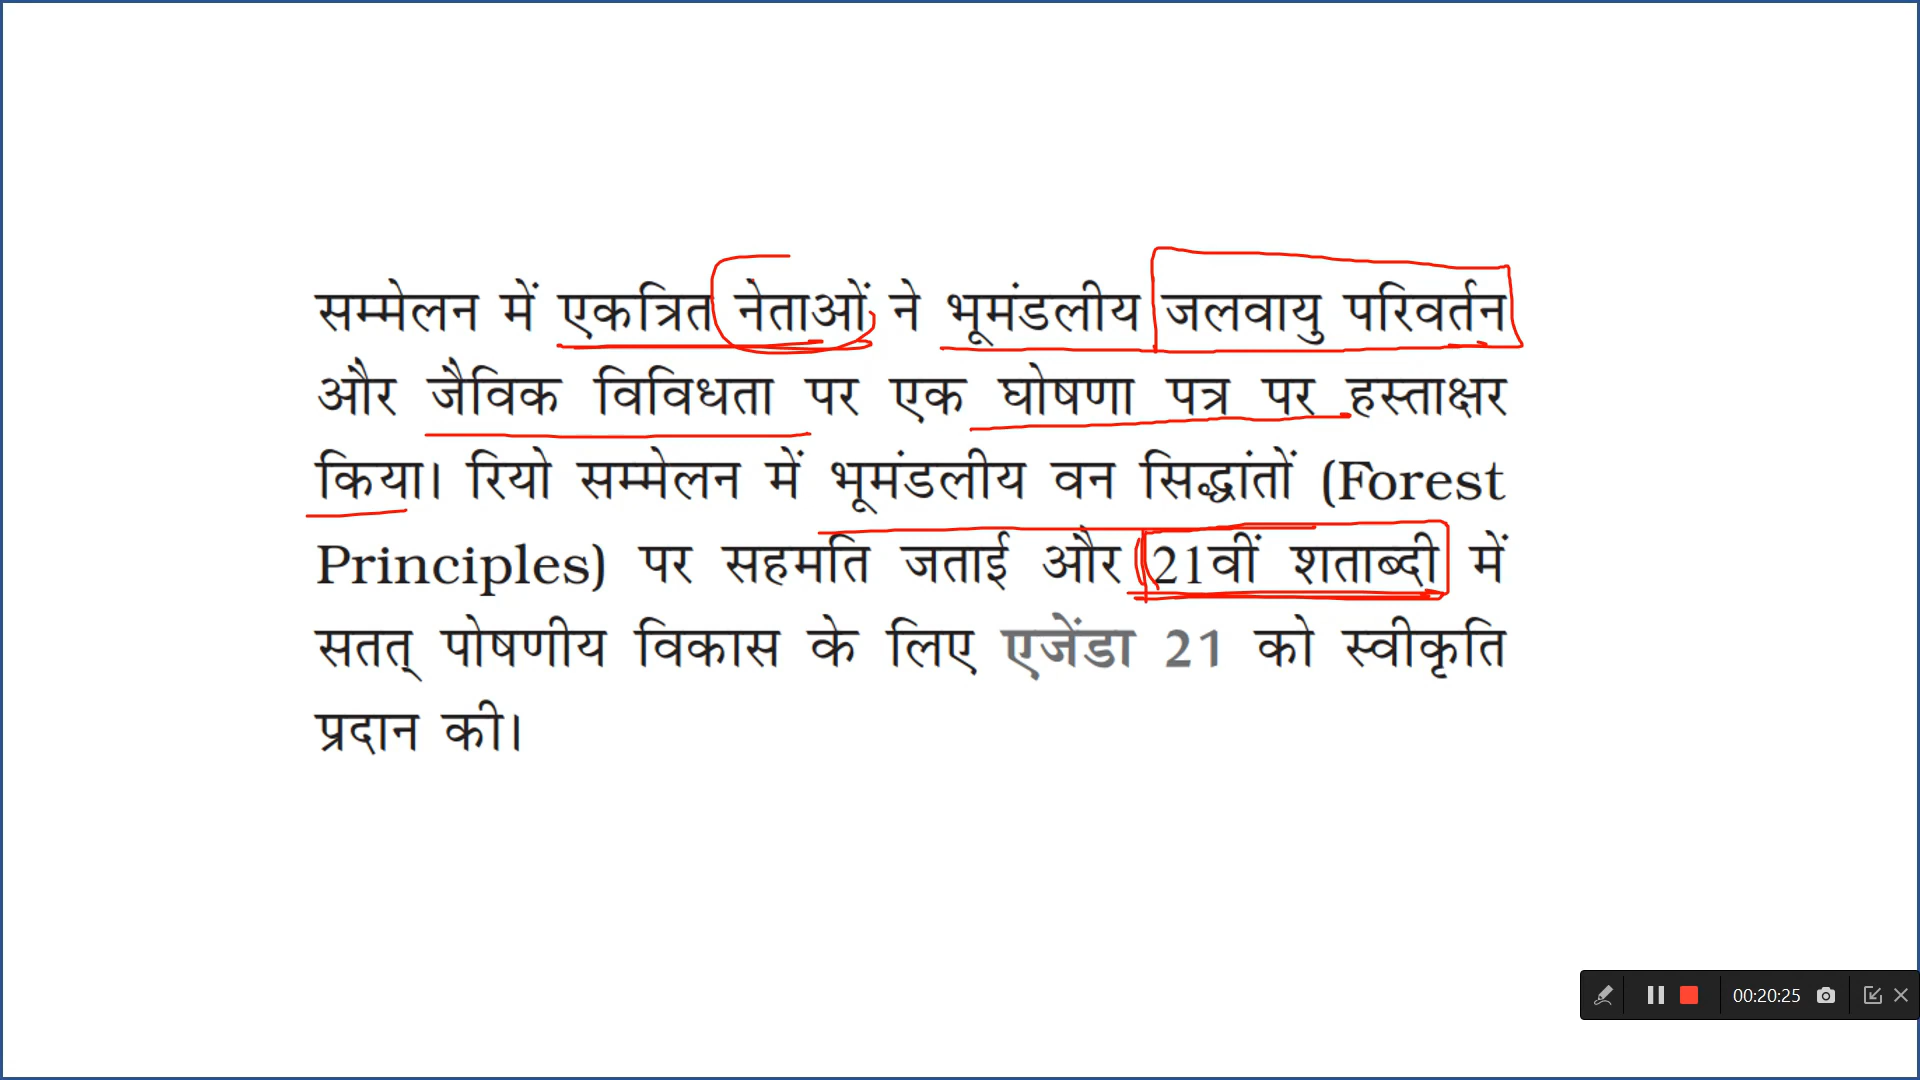 सम्मेलन में एकत्रित नेताओं ने भूमंडलीय जलवायु परिवर्तन
और जैविक विविधता पर एक घोषणा पत्र पर हस्ताक्षर
किया। रियो सम्मेलन में भूमंडलीय वन सिद्धांतों (Forest
Principles) पर सहमति जताई और 21वीं शताब्दी में
सतत् पोषणीय विकास के लिए एजेंडा 21 को स्वीकृति
प्रदान की।
00:20:25